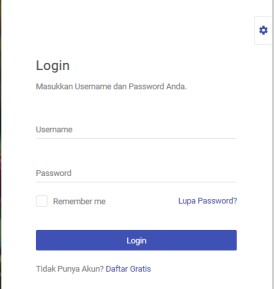 Login
Masukkan Username dan Password Anda.
Username
Password
Remember me Lupa Password?
Login
Tidak Punya Akun? Daftar Gratis